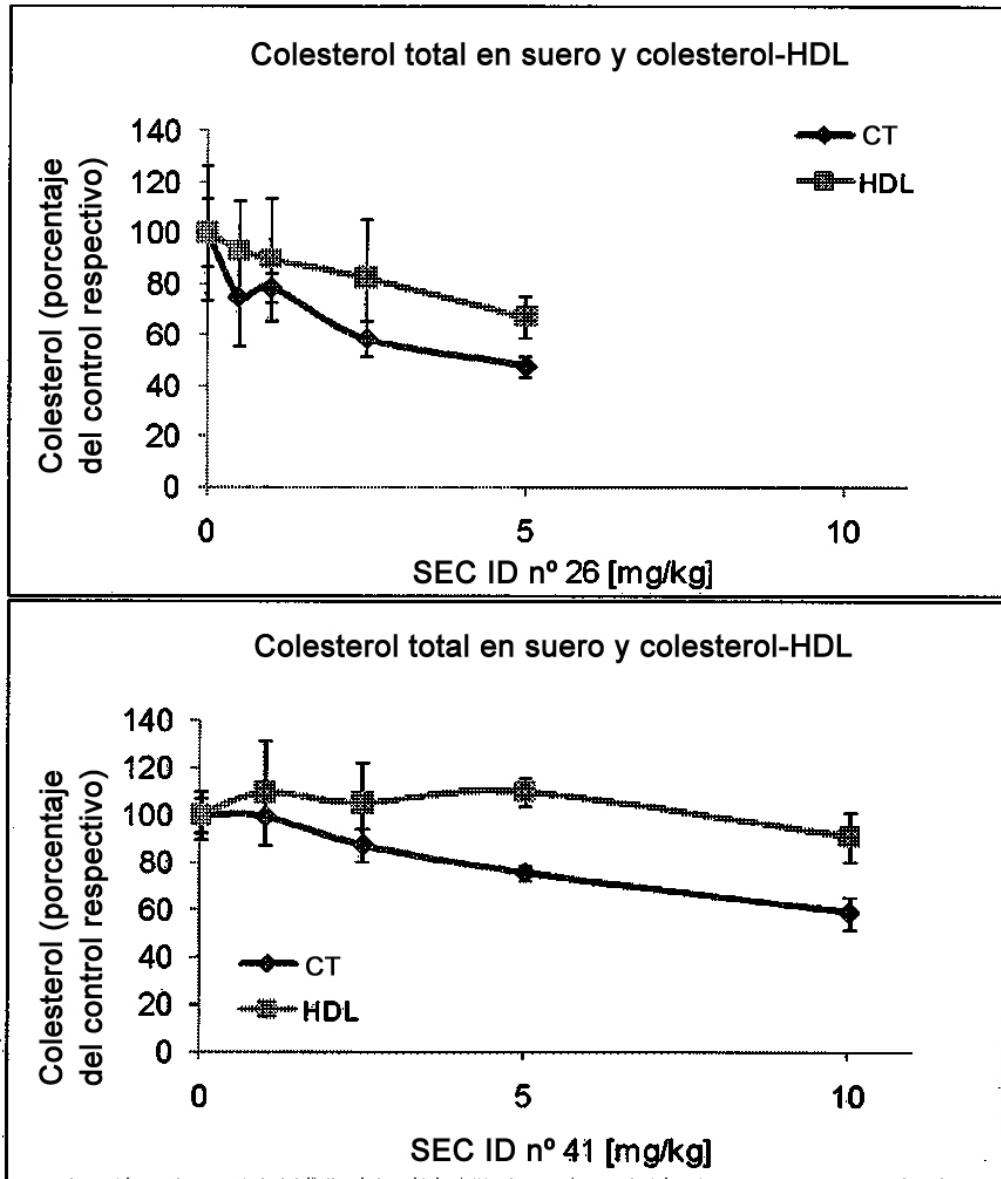 Colesterol total en suero y colesterol-HDL
Colesterol (porcentaje
del control respectivo)
140
120
100
80
60
40
20
0
CT
HDL
0 5 10
SEC ID nº 26 [mg/kg]
Colesterol total en suero y colesterol-HDL
Colesterol (porcentaje
del control respectivo)
140
120
100
80
60
40
20
0
CT
HDL
0 5 10
SEC ID nº 41 [mg/kg]